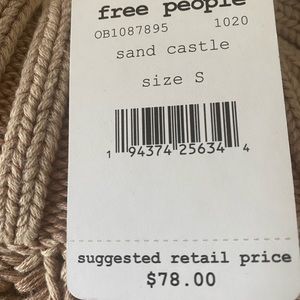 free people
OB1087895 1020
sand castle
size S
1 94374 25634 4
suggested retail price
$78.00